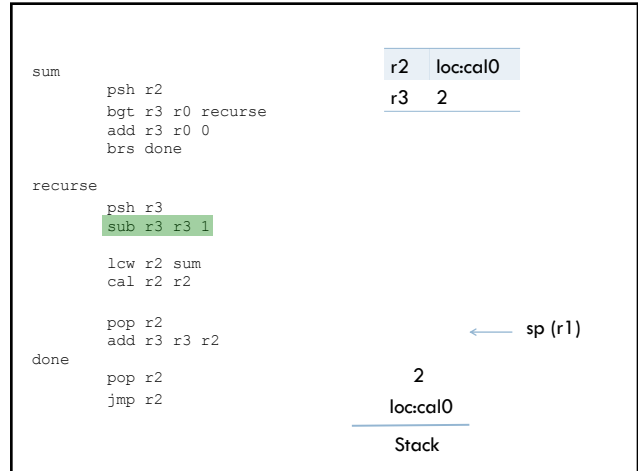 sum
psh r2
bgt r3 r0 recurse
add r3 r0 0
brs done
recurse
psh r3
sub r3 r3 1
lcw r2 sum
cal r2 r2
pop r2
add r3 r3 r2
done
pop r2
jmp r2
r2 loc:cal0
r3 2
sp (r1)
2
loc:cal0
Stack